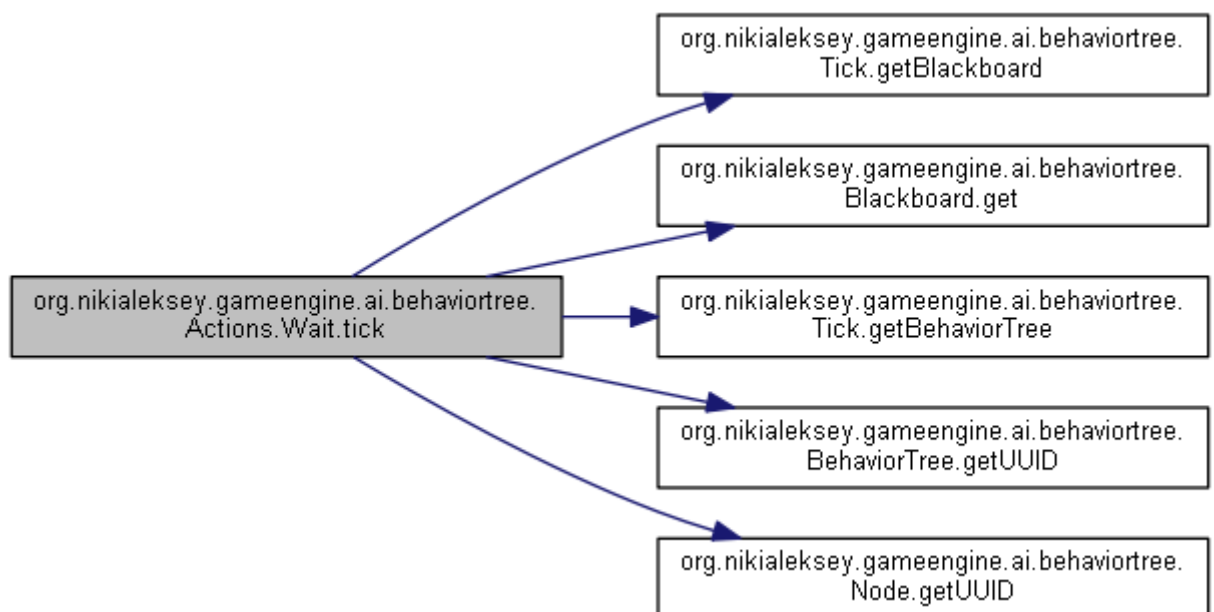 org.nikialeksey.gameengine.ai.behaviortree.
Tick.getBlackboard
org.nikialeksey.gameengine.ai.behaviortree.
Blackboard.get
org.nikialeksey.gameengine.ai.behaviortree.
Actions.Wait.tick
org.nikialeksey.gameengine.ai.behaviortree.
Tick.getBehaviorTree
org.nikialeksey.gameengine.ai.behaviortree.
BehaviorTree.getUUID
org.nikialeksey.gameengine.ai.behaviortree.
Node.getUUID